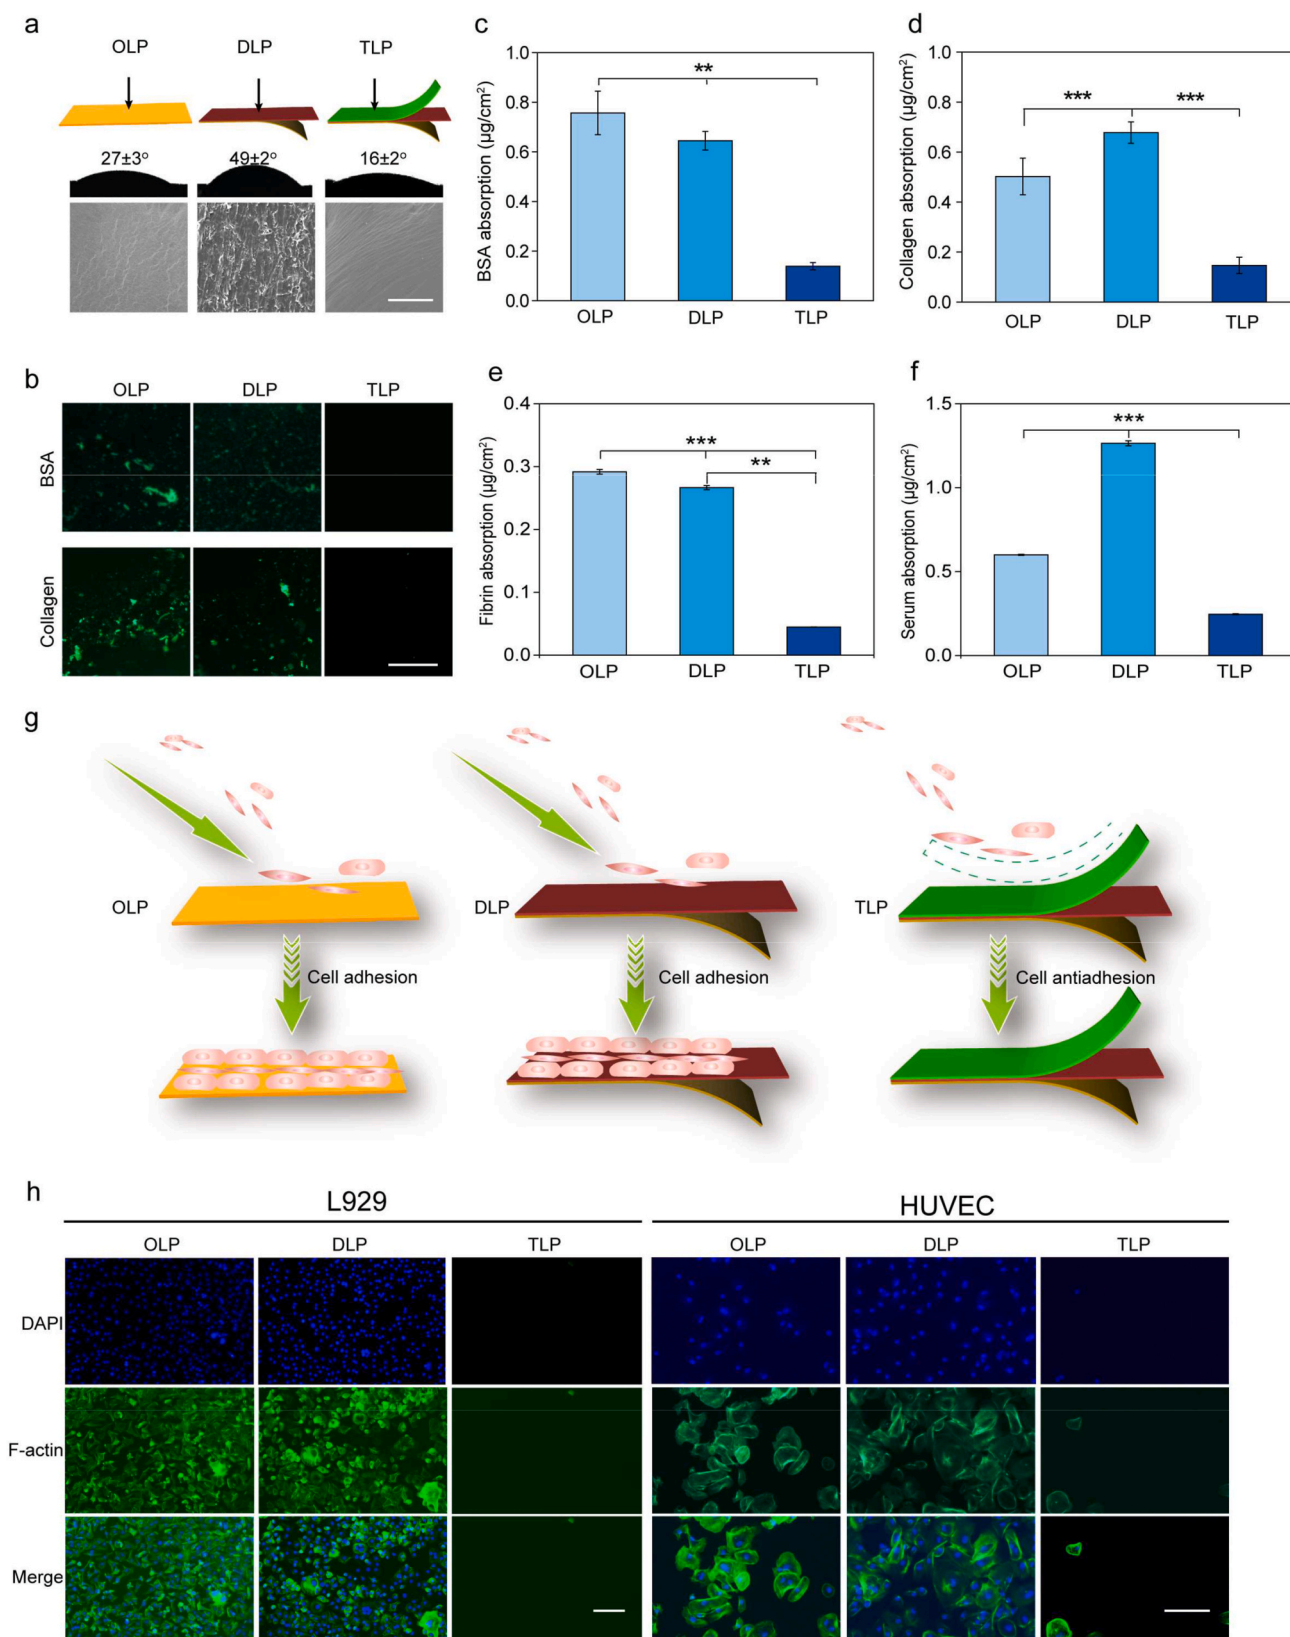 a
OLP DLP TLP
27±3° 49±2° 16±2°
b
OLP DLP TLP
BSA
Collagen
c
BSA absorption (µg/cm²)
1.0
0.8
0.6
0.4
0.2
0.0
**
OLP DLP TLP
d
Collagen absorption (µg/cm²)
1.0
0.8
0.6
0.4
0.2
0.0
*** ***
OLP DLP TLP
e
Fibrin absorption (µg/cm²)
0.4
0.3
0.2
0.1
0.0
***
**
OLP DLP TLP
f
Serum absorption (µg/cm²)
1.5
1.0
0.5
0.0
***
OLP DLP TLP
g
OLP DLP TLP
Cell adhesion Cell adhesion Cell antiadhesion
h
L929 HUVEC
OLP DLP TLP OLP DLP TLP
DAPI
F-actin
Merge